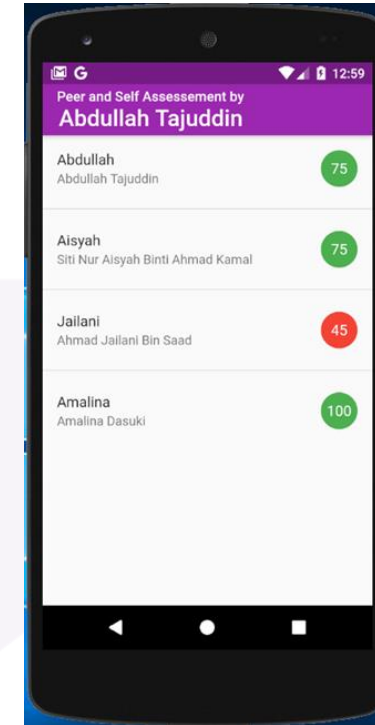 G
12:59
Peer and Self Assessement by
Abdullah Tajuddin
Abdullah
Abdullah Tajuddin
75
Aisyah
Siti Nur Aisyah Binti Ahmad Kamal
75
Jailani
Ahmad Jailani Bin Saad
45
Amalina
Amalina Dasuki
100